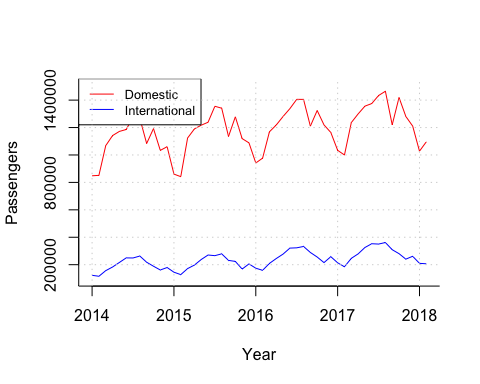 Domestic
International
1400000
800000
200000
Passengers
2014 2015 2016 2017 2018
Year